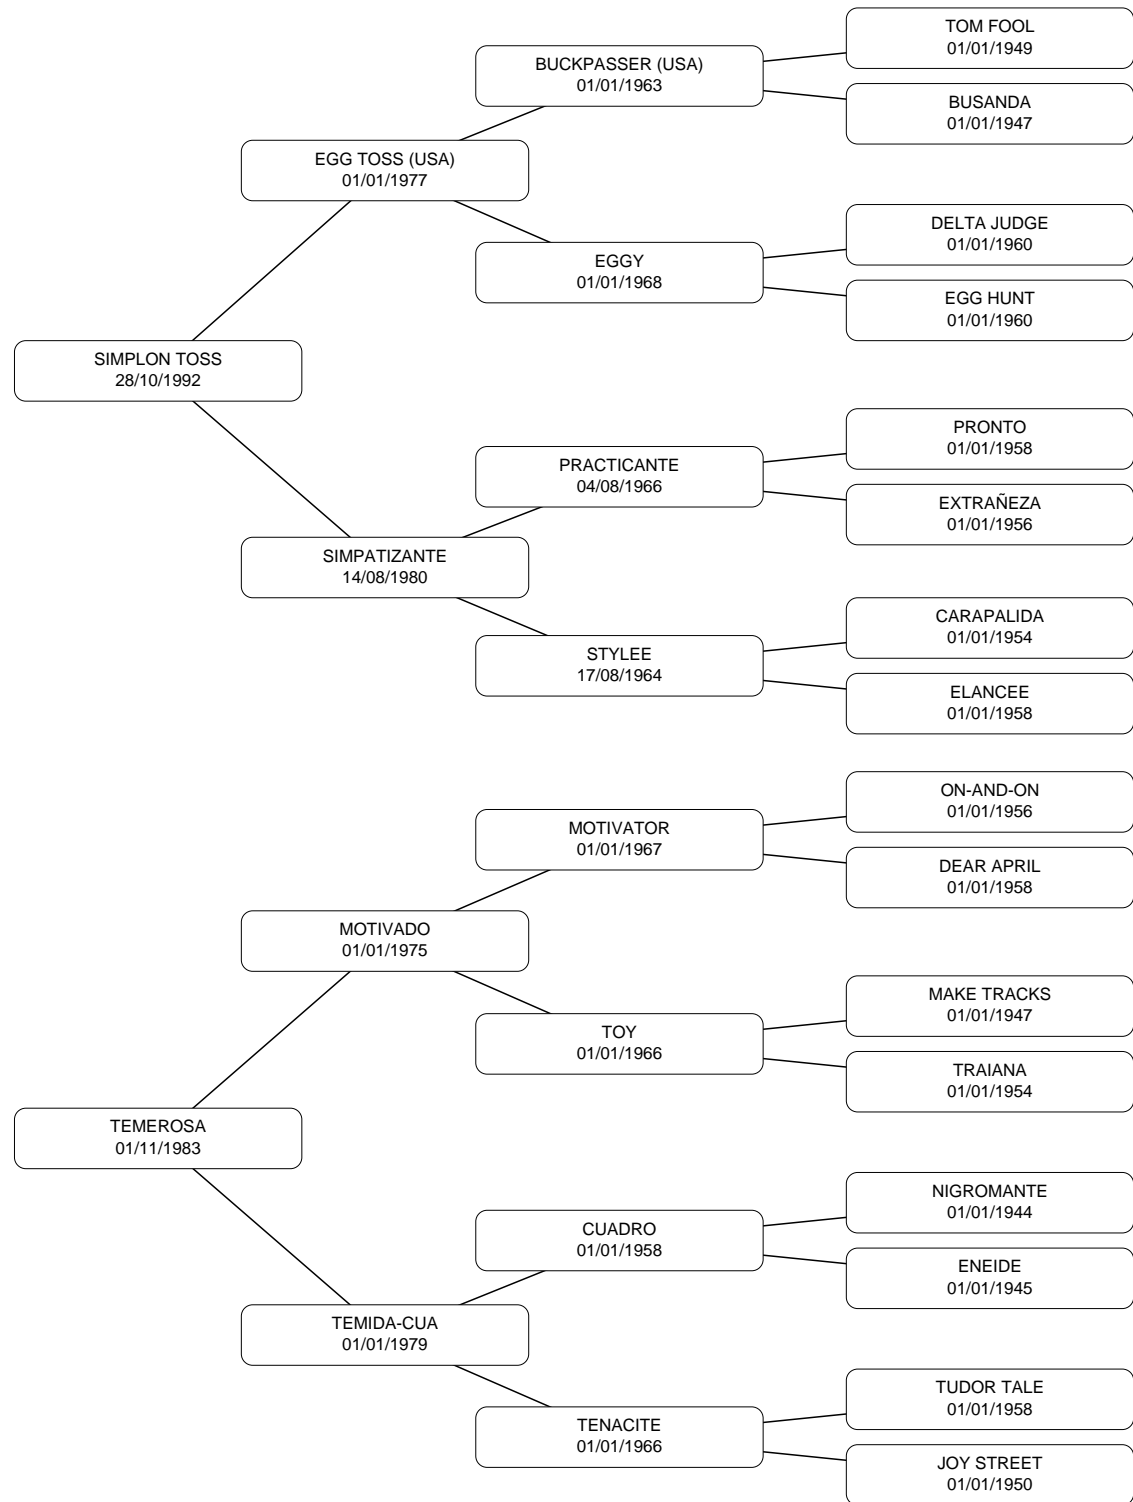 TOM FOOL
01/01/1949
BUCKPASSER (USA)
01/01/1963
BUSANDA
01/01/1947
EGG TOSS (USA)
01/01/1977
DELTA JUDGE
01/01/1960
EGGY
01/01/1968
EGG HUNT
01/01/1960
SIMPLON TOSS
28/10/1992
PRONTO
01/01/1958
PRACTICANTE
04/08/1966
EXTRAÑEZA
01/01/1956
SIMPATIZANTE
14/08/1980
CARAPALIDA
01/01/1954
STYLEE
17/08/1964
ELANCEE
01/01/1958
ON-AND-ON
01/01/1956
MOTIVATOR
01/01/1967
DEAR APRIL
01/01/1958
MOTIVADO
01/01/1975
MAKE TRACKS
01/01/1947
TOY
01/01/1966
TRAIANA
01/01/1954
TEMEROSA
01/11/1983
NIGROMANTE
01/01/1944
CUADRO
01/01/1958
ENEIDE
01/01/1945
TEMIDA-CUA
01/01/1979
TUDOR TALE
01/01/1958
TENACITE
01/01/1966
JOY STREET
01/01/1950